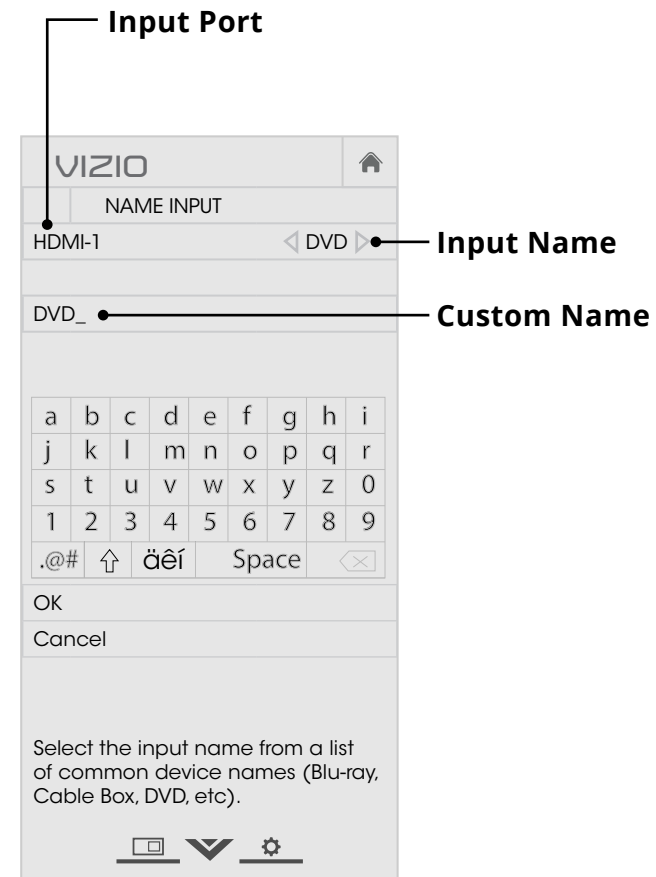 Input Port
VIZIO
NAME INPUT
HDMI-1 DVD
Input Name
DVD_
Custom Name
a b c d e f g h i
j k l m n o p q r
s t u v w x y z 0
1 2 3 4 5 6 7 8 9
.@# äêí Space
OK
Cancel
Select the input name from a list
of common device names (Blu-ray,
Cable Box, DVD, etc).